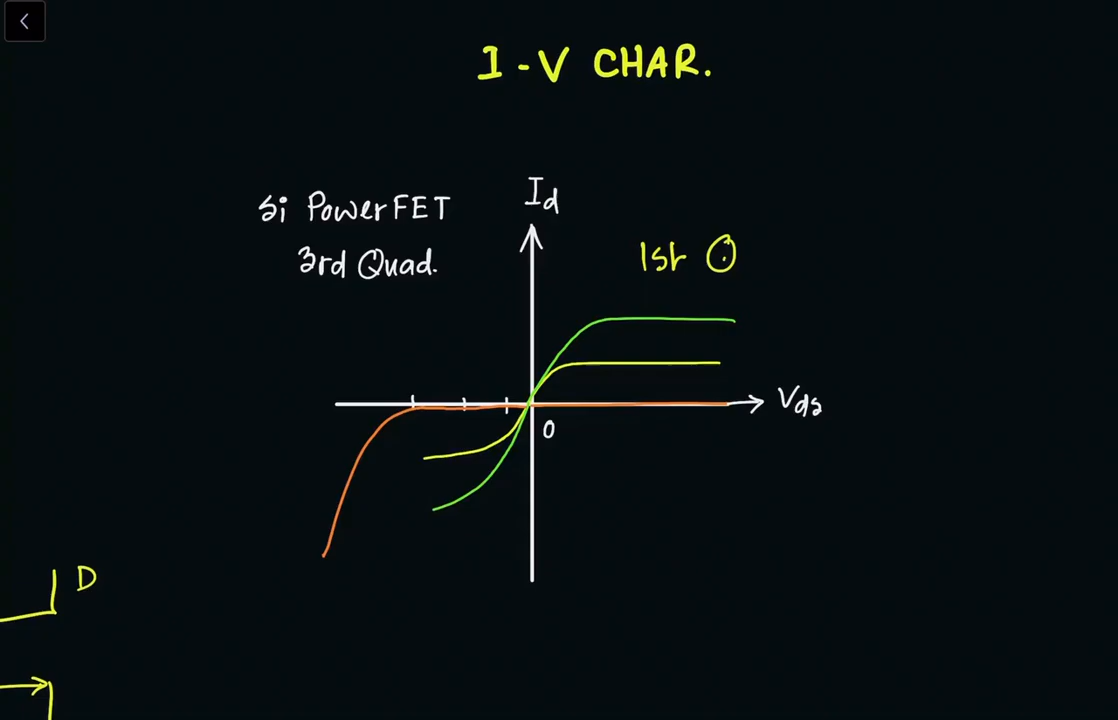 I-V CHAR.
Si PowerFET
3rd Quad.
Id
1st Q
Vds
0
D